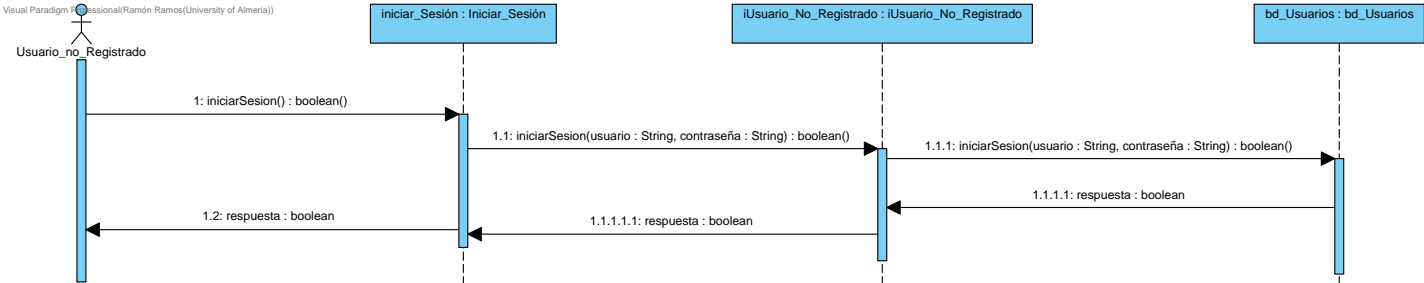 Visual Paradigm Professional(Ramón Ramos(University of Almeria))
Usuario_no_Registrado
iniciar_Sesión : Iniciar_Sesión
iUsuario_No_Registrado : iUsuario_No_Registrado
bd_Usuarios : bd_Usuarios
1: iniciarSesion() : boolean()
1.1: iniciarSesion(usuario : String, contraseña : String) : boolean()
1.1.1: iniciarSesion(usuario : String, contraseña : String) : boolean()
1.1.1.1: respuesta : boolean
1.1.1.1.1: respuesta : boolean
1.2: respuesta : boolean